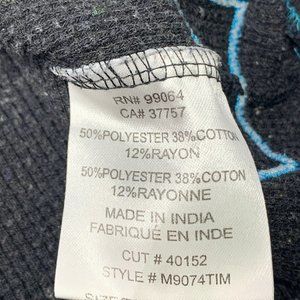 RN# 99064
CA# 37757
50%POLYESTER 38%COTTON
12%RAYON
50%POLYESTER 38%COTON
12%RAYONNE
MADE IN INDIA
FABRIQUÉ EN INDE
CUT # 40152
STYLE # M9074TIM